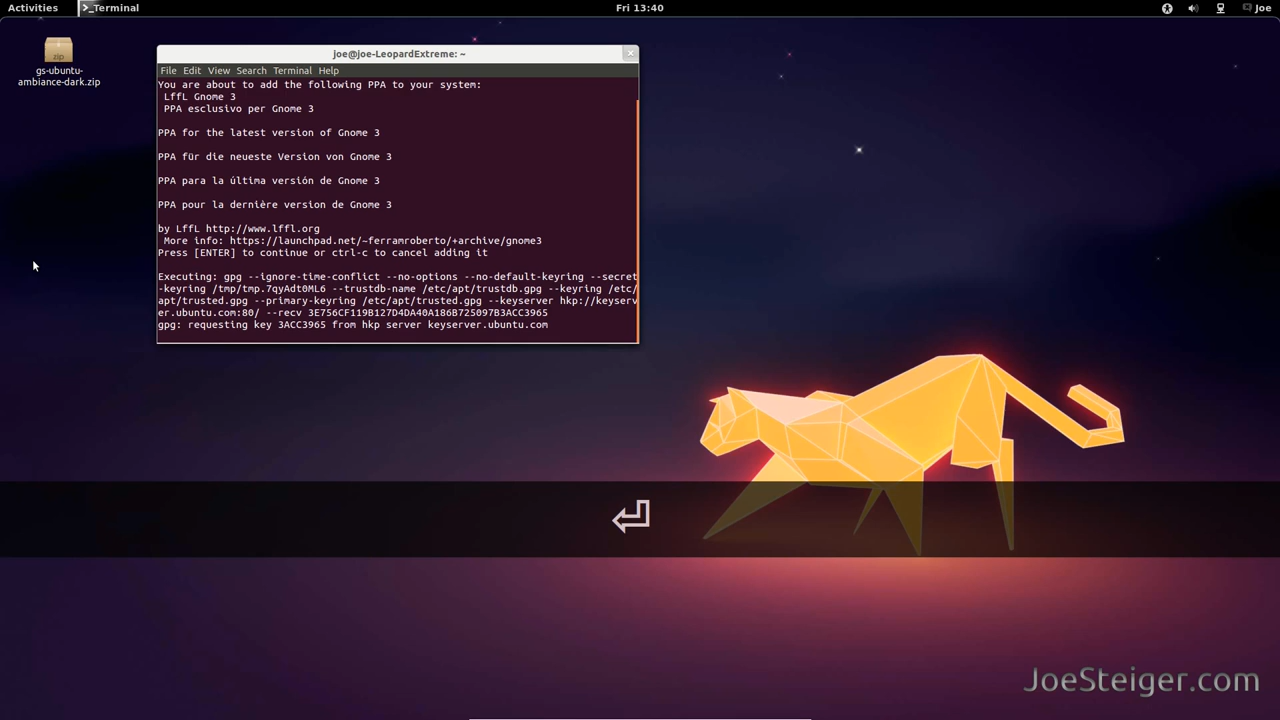 Activities
>_Terminal
Fri 13:40
Joe
zip
gs-ubuntu-
ambiance-dark.zip
joe@joe-LeopardExtreme: ~
File Edit View Search Terminal Help
You are about to add the following PPA to your system:
LffL Gnome 3
PPA esclusivo per Gnome 3
PPA for the latest version of Gnome 3
PPA für die neueste Version von Gnome 3
PPA para la última versión de Gnome 3
PPA pour la dernière version de Gnome 3
by LffL http://www.lffl.org
More info: https://launchpad.net/~ferramroberto/+archive/gnome3
Press [ENTER] to continue or ctrl-c to cancel adding it
Executing: gpg --ignore-time-conflict --no-options --no-default-keyring --secret
-keyring /tmp/tmp.7qyAdt0ML6 --trustdb-name /etc/apt/trustdb.gpg --keyring /etc/
apt/trusted.gpg --primary-keyring /etc/apt/trusted.gpg --keyserver hkp://keyserv
er.ubuntu.com:80/ --recv 3E756CF119B127D4DA40A186B725097B3ACC3965
gpg: requesting key 3ACC3965 from hkp server keyserver.ubuntu.com
JoeSteiger.com